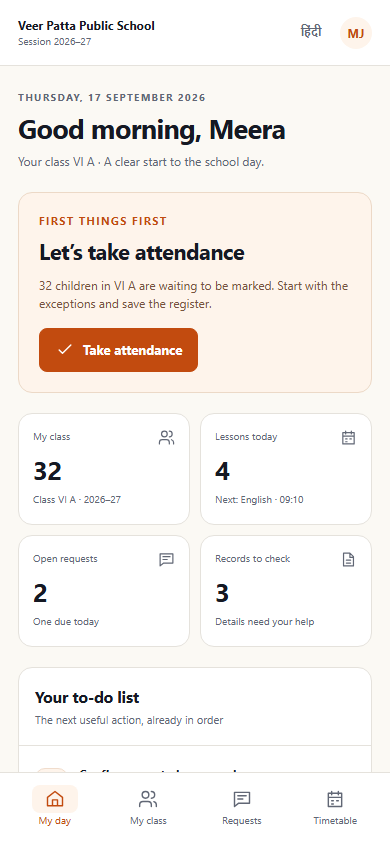 Veer Patta Public School
Session 2026–27
हिंदी
MJ
THURSDAY, 17 SEPTEMBER 2026
Good morning, Meera
Your class VI A · A clear start to the school day.
FIRST THINGS FIRST
Let’s take attendance
32 children in VI A are waiting to be marked. Start with the
exceptions and save the register.
Take attendance
My class
32
Class VI A · 2026–27
Lessons today
4
Next: English · 09:10
Open requests
2
One due today
Records to check
3
Details need your help
Your to-do list
The next useful action, already in order
My day
My class
Requests
Timetable